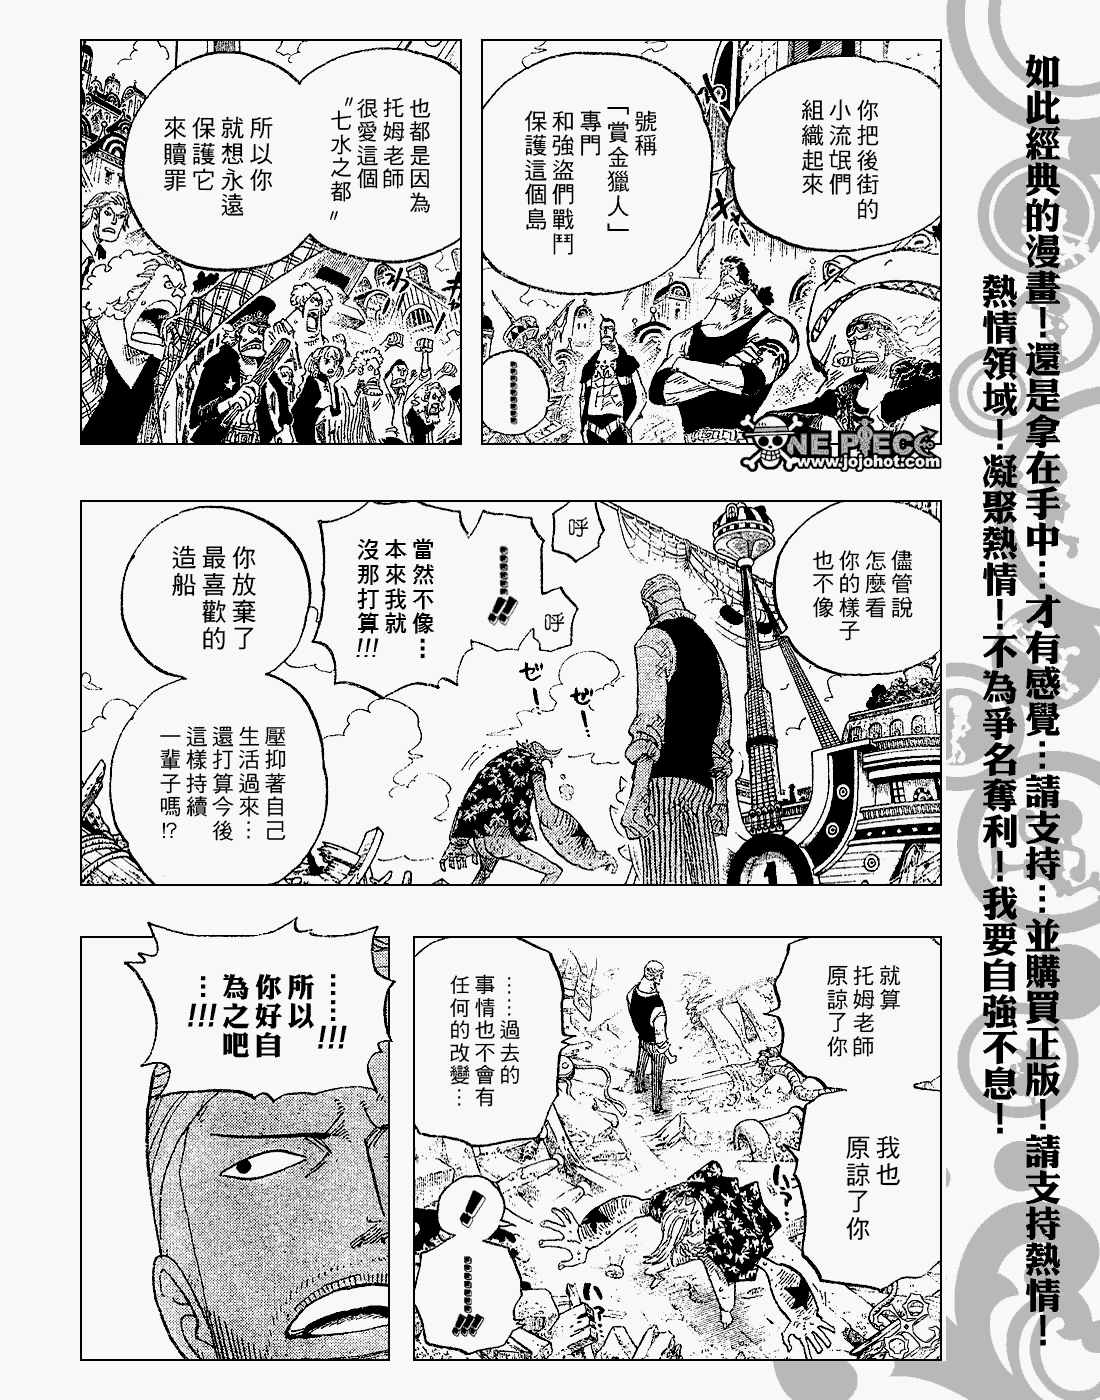 你把後街的
小流氓們
組織起來
號稱
「賞金獵人」
專門
和強盜們戰鬥
保護這個島
…………
也都是因為
托姆老師
很愛這個
〝七水之都〞
所以你
就想永遠
保護它
來贖罪
ONE PIECE
www.jojohot.com
儘管說
怎麼看
你的樣子
也不像
呼
呼
…………!!
當然不像…
本來我就
沒那打算!!!
ゼー
ゼー!
你放棄了
最喜歡的
造船
壓抑著自己
生活過來…
還打算今後
這樣持續
一輩子嗎!?
1
就算
托姆老師
原諒了你
我也
原諒了你
……過去的
事情也不會有
任何的改變…
!
…………!!!
……!!!
所以
你好自
為之吧
…!!!
如此經典的漫畫！還是拿在手中…才有感覺…請支持…並購買正版！請支持熱情！
熱情領域！凝聚熱情！不為爭名奪利！我要自強不息！